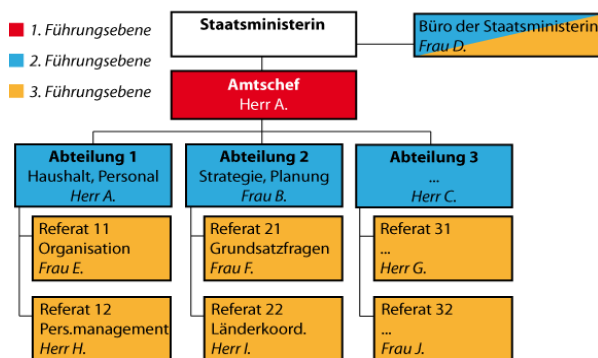 1. Führungsebene
2. Führungsebene
3. Führungsebene
Staatsministerin
Büro der Staatsministerin
Frau D.
Amtschef
Herr A.
Abteilung 1
Haushalt, Personal
Herr A.
Abteilung 2
Strategie, Planung
Frau B.
Abteilung 3
...
Herr C.
Referat 11
Organisation
Frau E.
Referat 21
Grundsatzfragen
Frau F.
Referat 31
...
Herr G.
Referat 12
Pers.management
Herr H.
Referat 22
Länderkoord.
Herr I.
Referat 32
...
Frau J.